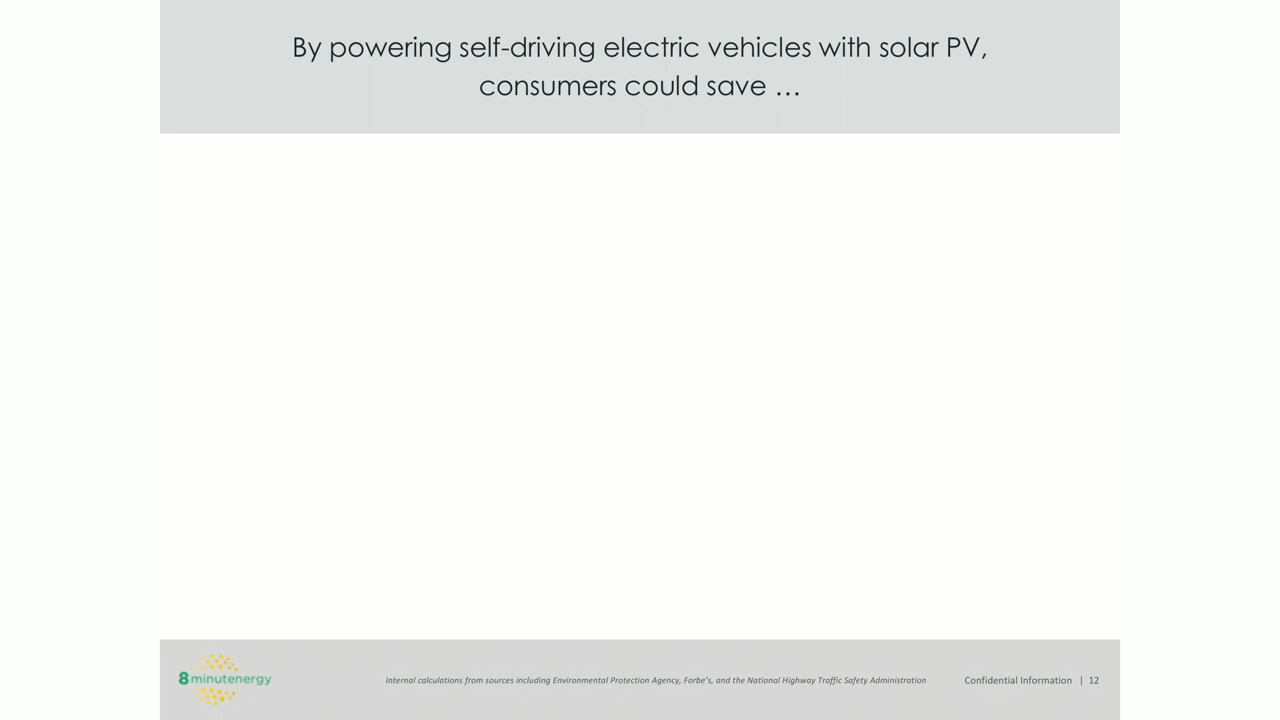 By powering self-driving electric vehicles with solar PV,
consumers could save …
8minutenergy
Internal calculations from sources including Environmental Protection Agency, Forbe's, and the National Highway Traffic Safety Administration
Confidential Information | 12